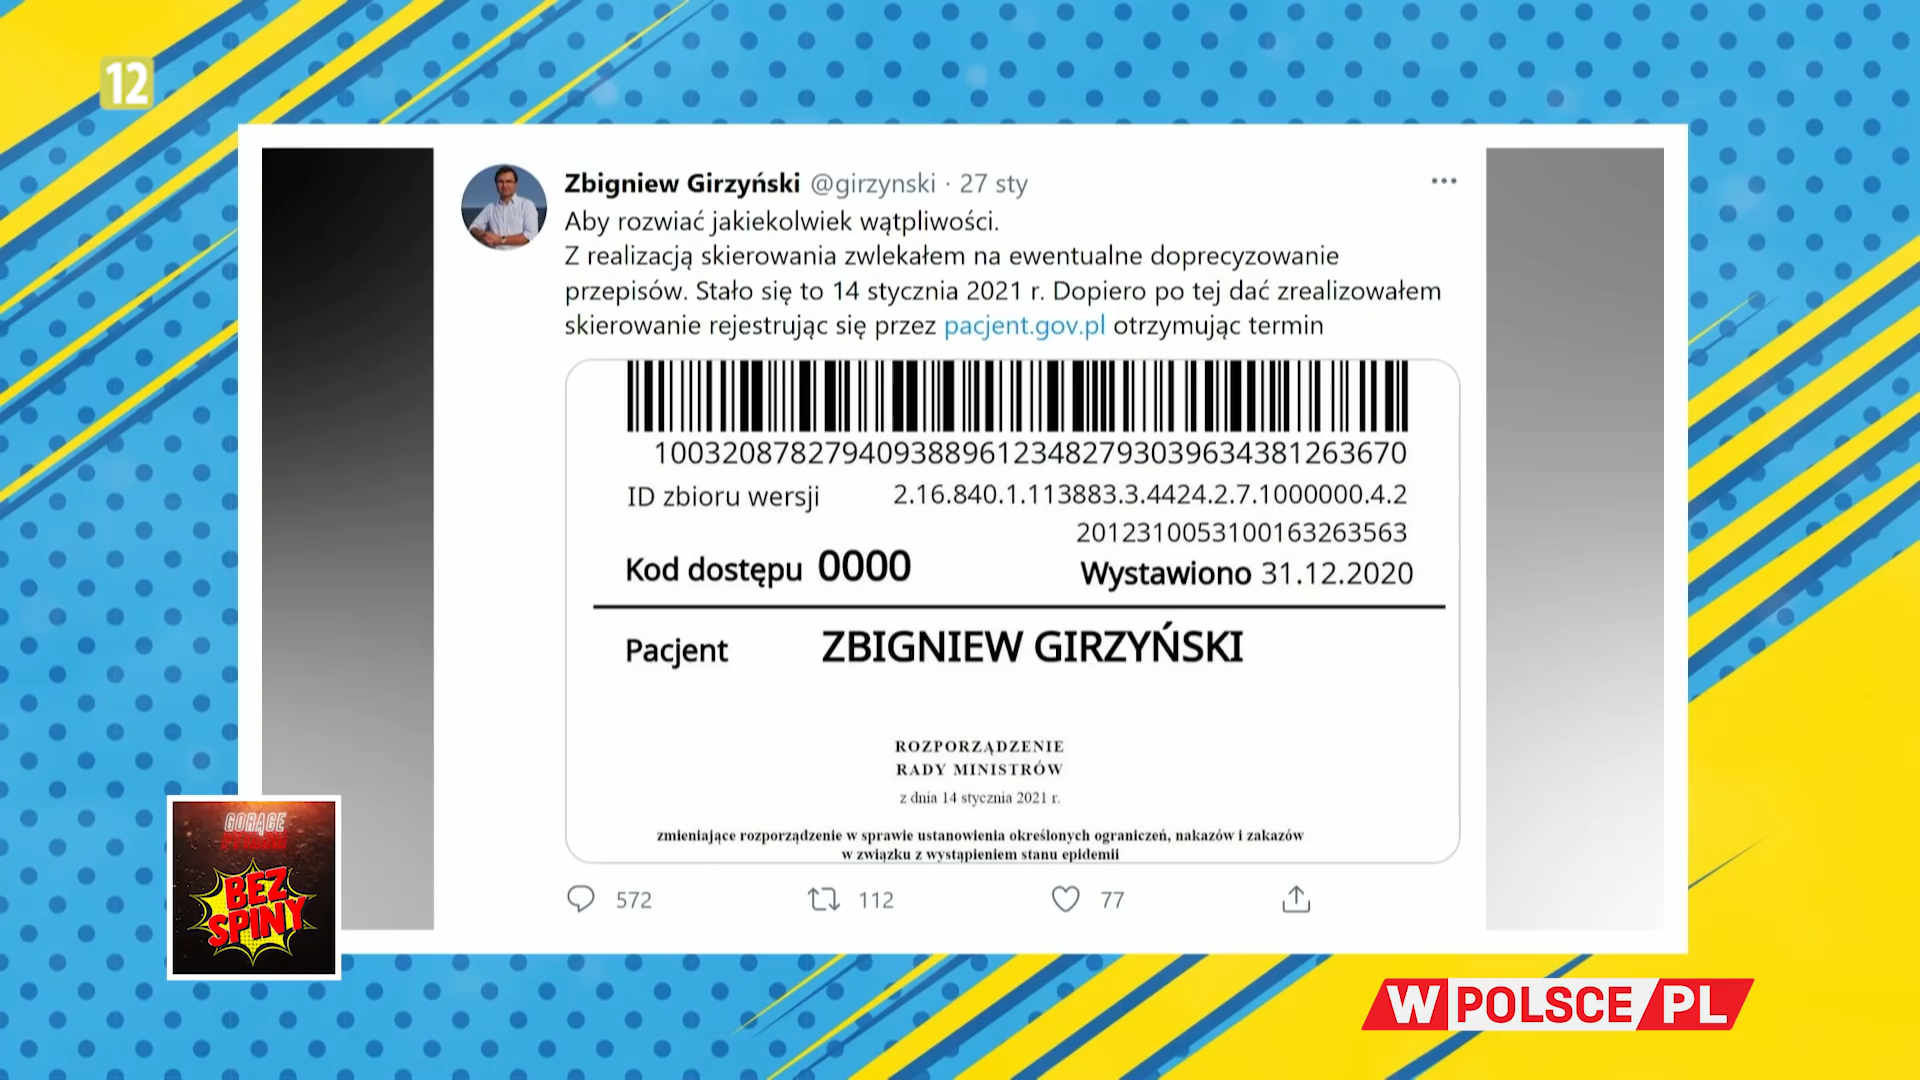 12
Zbigniew Girzyński @girzynski · 27 sty
Aby rozwiać jakiekolwiek wątpliwości.
Z realizacją skierowania zwlekałem na ewentualne doprecyzowanie
przepisów. Stało się to 14 stycznia 2021 r. Dopiero po tej dać zrealizowałem
skierowanie rejestrując się przez pacjent.gov.pl otrzymując termin
10032087827940938896123482793039634381263670
ID zbioru wersji 2.16.840.1.113883.3.4424.2.7.1000000.4.2
2012310053100163263563
Kod dostępu 0000 Wystawiono 31.12.2020
Pacjent ZBIGNIEW GIRZYŃSKI
ROZPORZĄDZENIE
RADY MINISTRÓW
z dnia 14 stycznia 2021 r.
zmieniające rozporządzenie w sprawie ustanowienia określonych ograniczeń, nakazów i zakazów
w związku z wystąpieniem stanu epidemii
572 112 77
GORĄCE
PYTANIA
BEZ
SPINY
WPOLSCE/PL